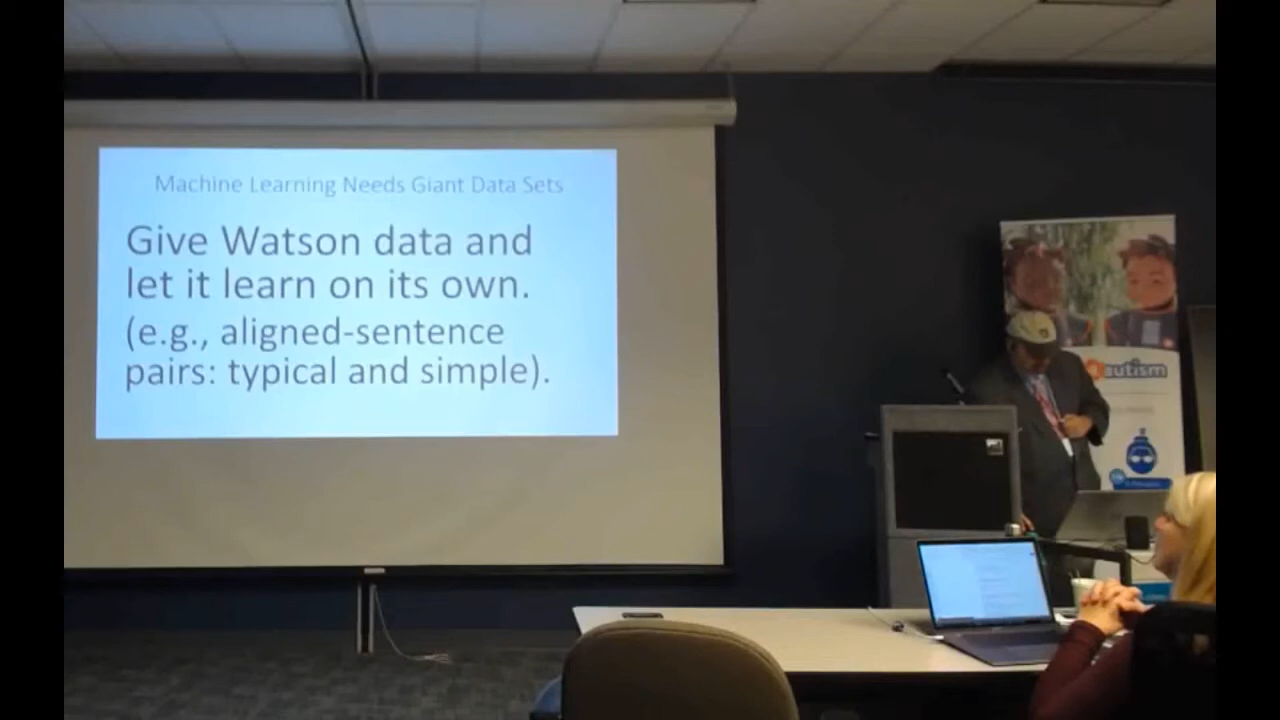 Machine Learning Needs Giant Data Sets
Give Watson data and
let it learn on its own.
(e.g., aligned-sentence
pairs: typical and simple).
autism